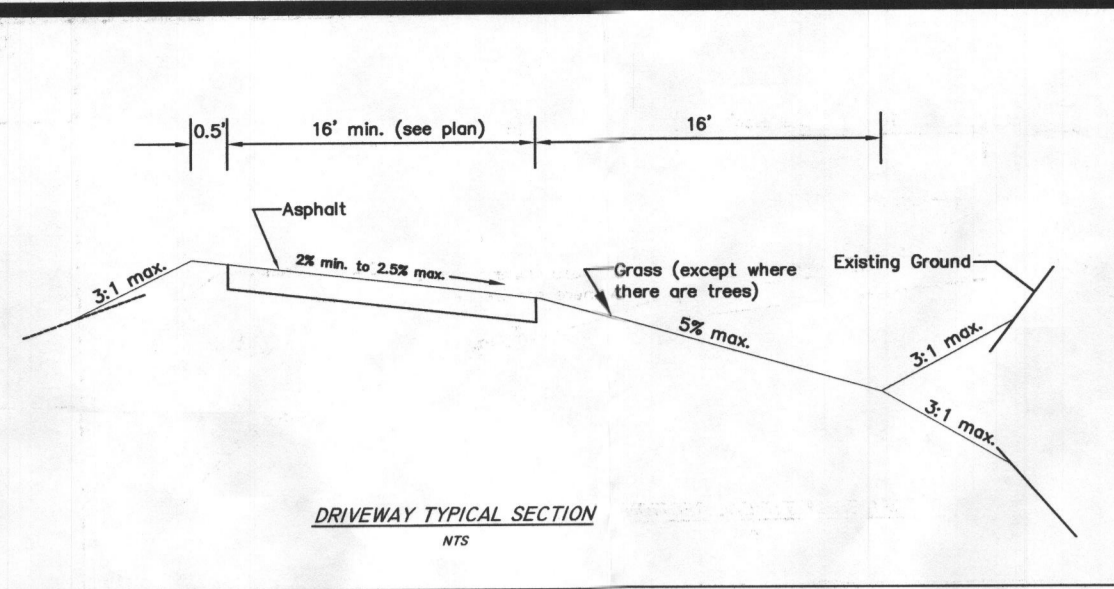 0.5'
16' min. (see plan)
16'
Asphalt
2% min. to 2.5% max.
3:1 max.
Grass (except where
there are trees)
Existing Ground
5% max.
3:1 max.
3:1 max.
DRIVEWAY TYPICAL SECTION
NTS